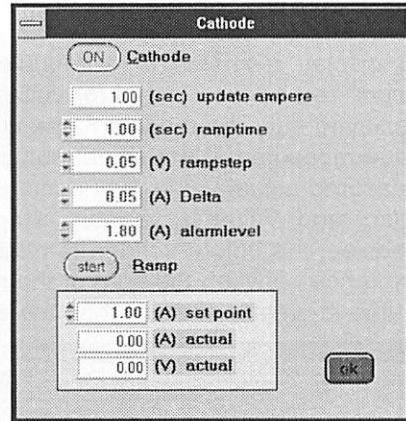 Cathode
ON Cathode
1.00 (sec) update ampere
1.00 (sec) ramptime
0.05 (V) rampstep
0.05 (A) Delta
1.80 (A) alarmlevel
start Ramp
1.00 (A) set point
0.00 (A) actual
0.00 (V) actual
ok